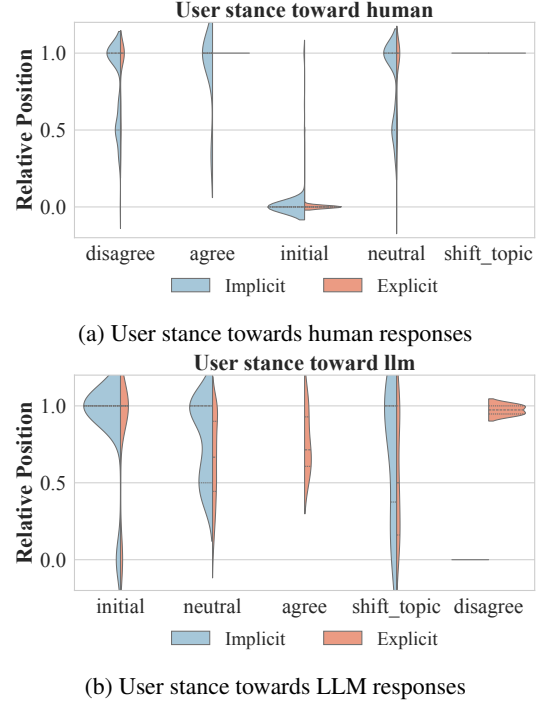 User stance toward human
1.0
0.5
0.0
Relative Position
disagree agree initial neutral shift_topic
Implicit Explicit
(a) User stance towards human responses
User stance toward llm
1.0
0.5
0.0
Relative Position
initial neutral agree shift_topic disagree
Implicit Explicit
(b) User stance towards LLM responses